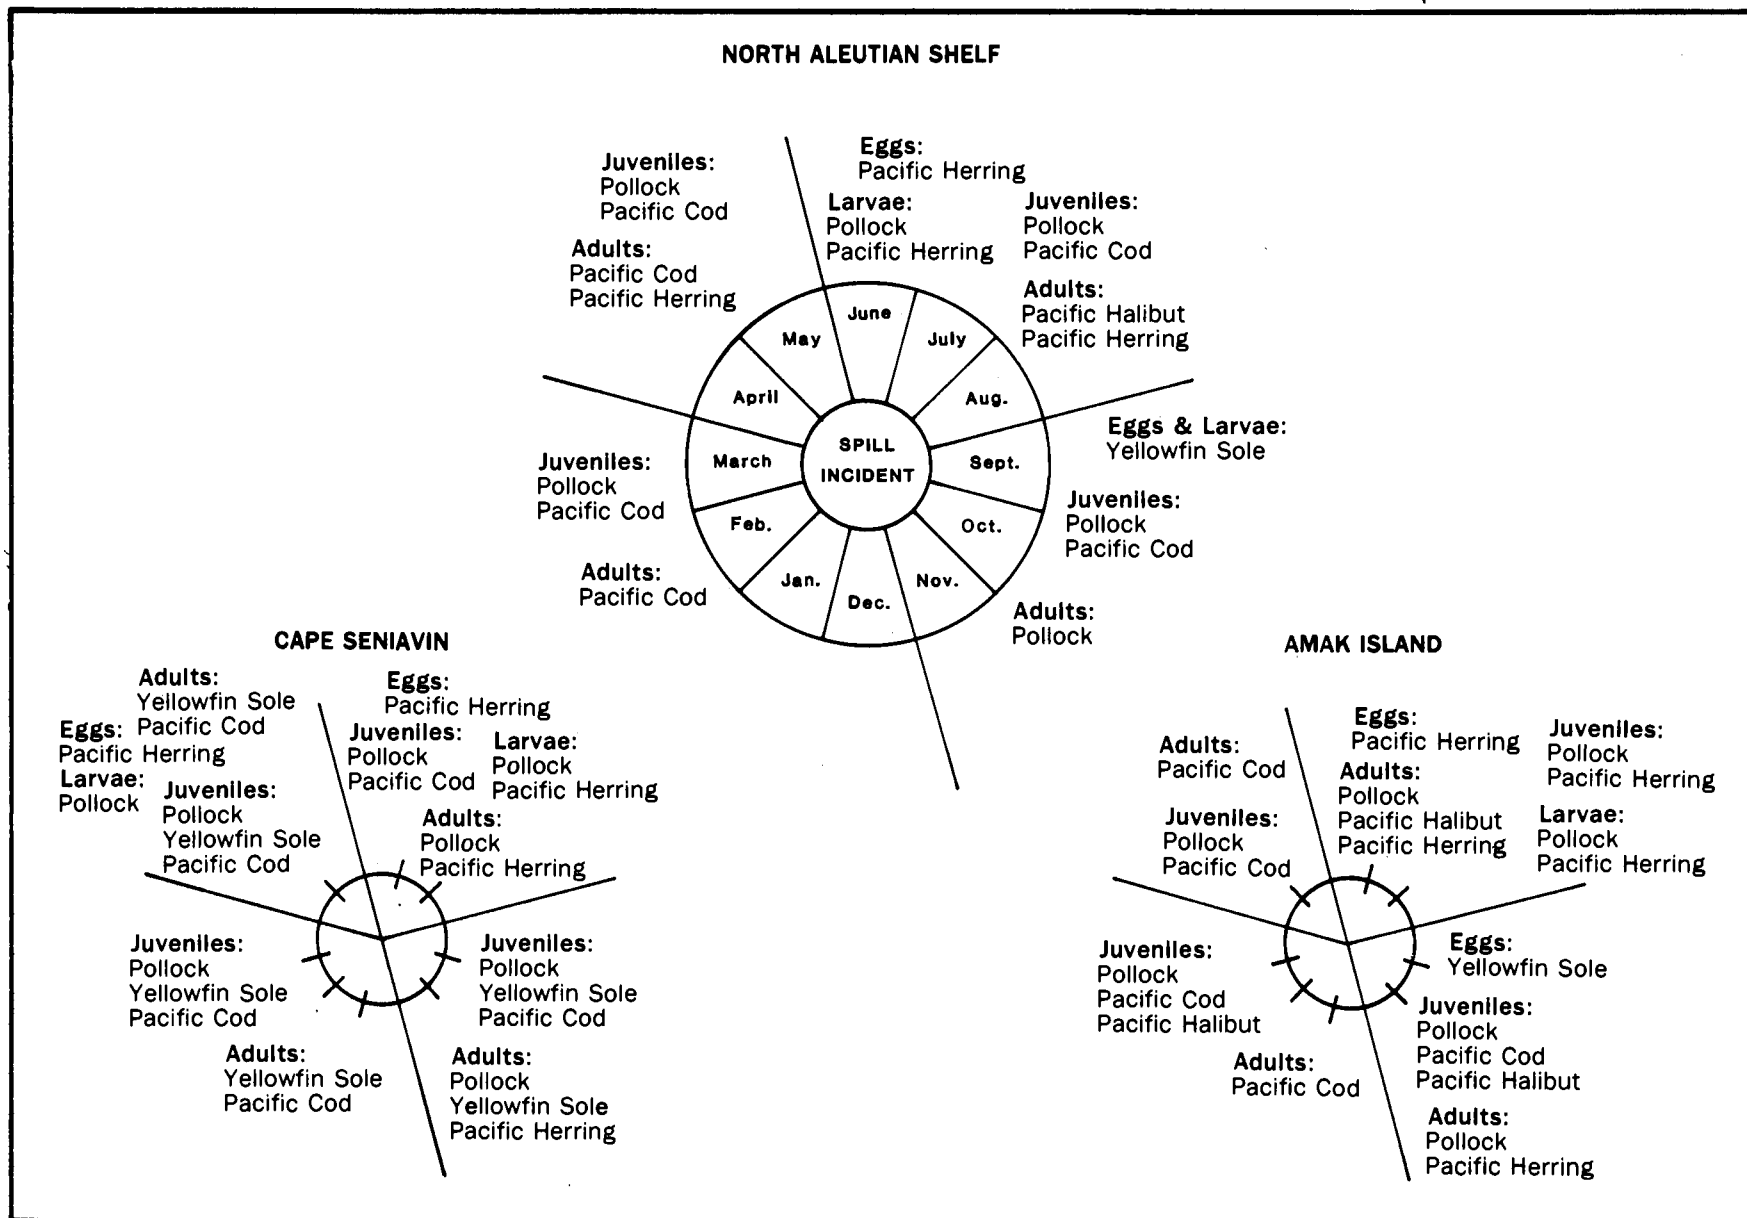 NORTH ALEUTIAN SHELF
Juveniles:
Pollock
Pacific Cod
Adults:
Pacific Cod
Pacific Herring
Eggs:
Pacific Herring
Larvae:
Pollock
Pacific Herring
Juveniles:
Pollock
Pacific Cod
Adults:
Pacific Halibut
Pacific Herring
June
July
Aug.
Sept.
Oct.
Nov.
Dec.
Jan.
Feb.
March
April
May
SPILL
INCIDENT
Eggs & Larvae:
Yellowfin Sole
Juveniles:
Pollock
Pacific Cod
Adults:
Pollock
Juveniles:
Pollock
Pacific Cod
Adults:
Pacific Cod
CAPE SENIAVIN
Adults:
Yellowfin Sole
Pacific Cod
Eggs:
Pacific Herring
Larvae:
Pollock
Juveniles:
Pollock
Yellowfin Sole
Pacific Cod
Eggs:
Pacific Herring
Juveniles:
Pollock
Pacific Cod
Larvae:
Pollock
Pacific Herring
Adults:
Pollock
Pacific Herring
Juveniles:
Pollock
Yellowfin Sole
Pacific Cod
Adults:
Yellowfin Sole
Pacific Cod
Juveniles:
Pollock
Yellowfin Sole
Pacific Cod
Adults:
Pollock
Yellowfin Sole
Pacific Herring
AMAK ISLAND
Adults:
Pacific Cod
Juveniles:
Pollock
Pacific Cod
Eggs:
Pacific Herring
Adults:
Pollock
Pacific Halibut
Pacific Herring
Juveniles:
Pollock
Pacific Herring
Larvae:
Pollock
Pacific Herring
Juveniles:
Pollock
Pacific Cod
Pacific Halibut
Adults:
Pacific Cod
Eggs:
Yellowfin Sole
Juveniles:
Pollock
Pacific Cod
Pacific Halibut
Adults:
Pollock
Pacific Herring